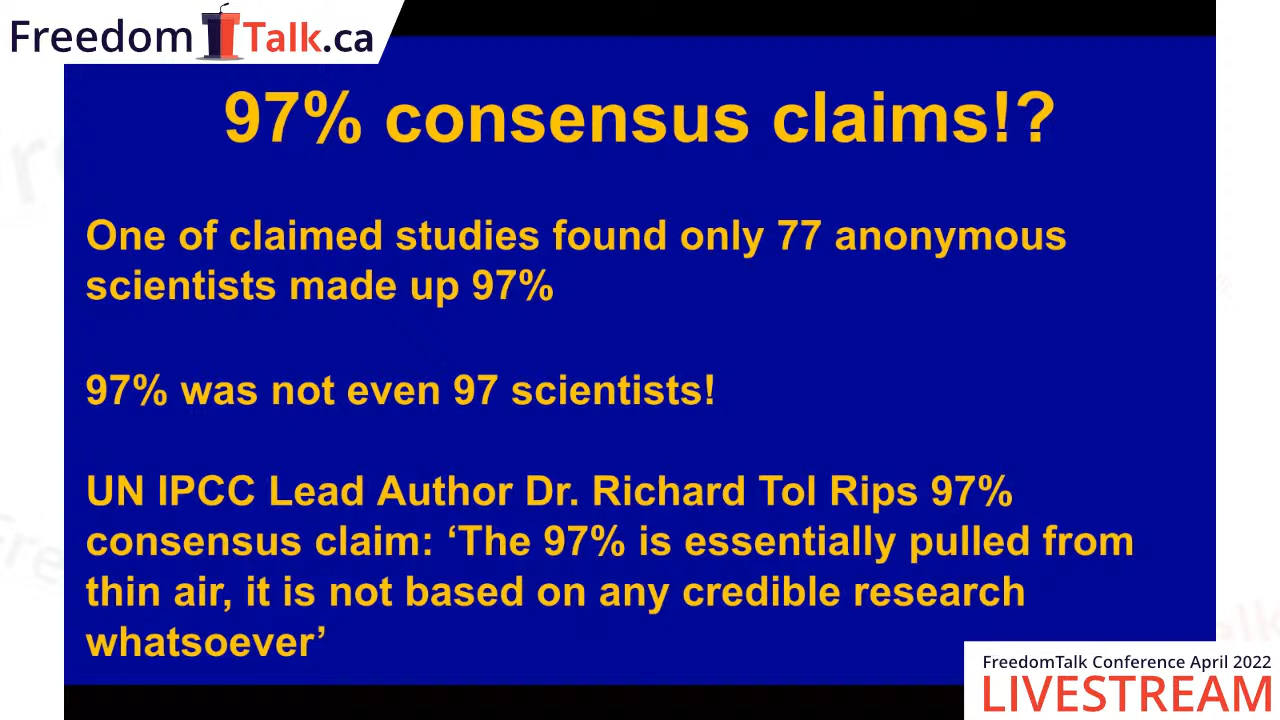 FreedomTalk.ca
97% consensus claims!?
One of claimed studies found only 77 anonymous
scientists made up 97%
97% was not even 97 scientists!
UN IPCC Lead Author Dr. Richard Tol Rips 97%
consensus claim: ‘The 97% is essentially pulled from
thin air, it is not based on any credible research
whatsoever’
FreedomTalk Conference April 2022
LIVESTREAM